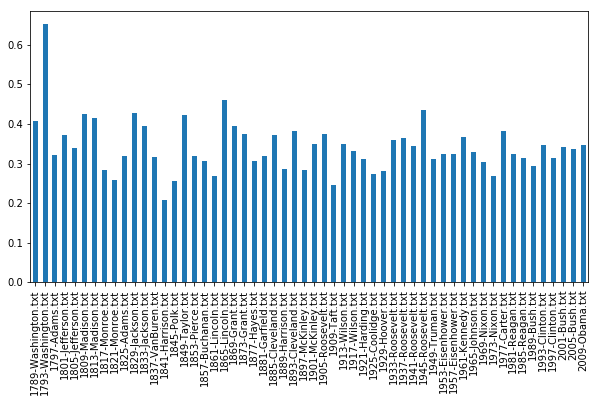 0.6
0.5
0.4
0.3
0.2
0.1
0.0
1789-Washington.txt
1793-Washington.txt
1797-Adams.txt
1801-Jefferson.txt
1805-Jefferson.txt
1809-Madison.txt
1813-Madison.txt
1817-Monroe.txt
1821-Monroe.txt
1825-Adams.txt
1829-Jackson.txt
1833-Jackson.txt
1837-VanBuren.txt
1841-Harrison.txt
1845-Polk.txt
1849-Taylor.txt
1853-Pierce.txt
1857-Buchanan.txt
1861-Lincoln.txt
1865-Lincoln.txt
1869-Grant.txt
1873-Grant.txt
1877-Hayes.txt
1881-Garfield.txt
1885-Cleveland.txt
1889-Harrison.txt
1893-Cleveland.txt
1897-McKinley.txt
1901-McKinley.txt
1905-Roosevelt.txt
1909-Taft.txt
1913-Wilson.txt
1917-Wilson.txt
1921-Harding.txt
1925-Coolidge.txt
1929-Hoover.txt
1933-Roosevelt.txt
1937-Roosevelt.txt
1941-Roosevelt.txt
1945-Roosevelt.txt
1949-Truman.txt
1953-Eisenhower.txt
1957-Eisenhower.txt
1961-Kennedy.txt
1965-Johnson.txt
1969-Nixon.txt
1973-Nixon.txt
1977-Carter.txt
1981-Reagan.txt
1985-Reagan.txt
1989-Bush.txt
1993-Clinton.txt
1997-Clinton.txt
2001-Bush.txt
2005-Bush.txt
2009-Obama.txt